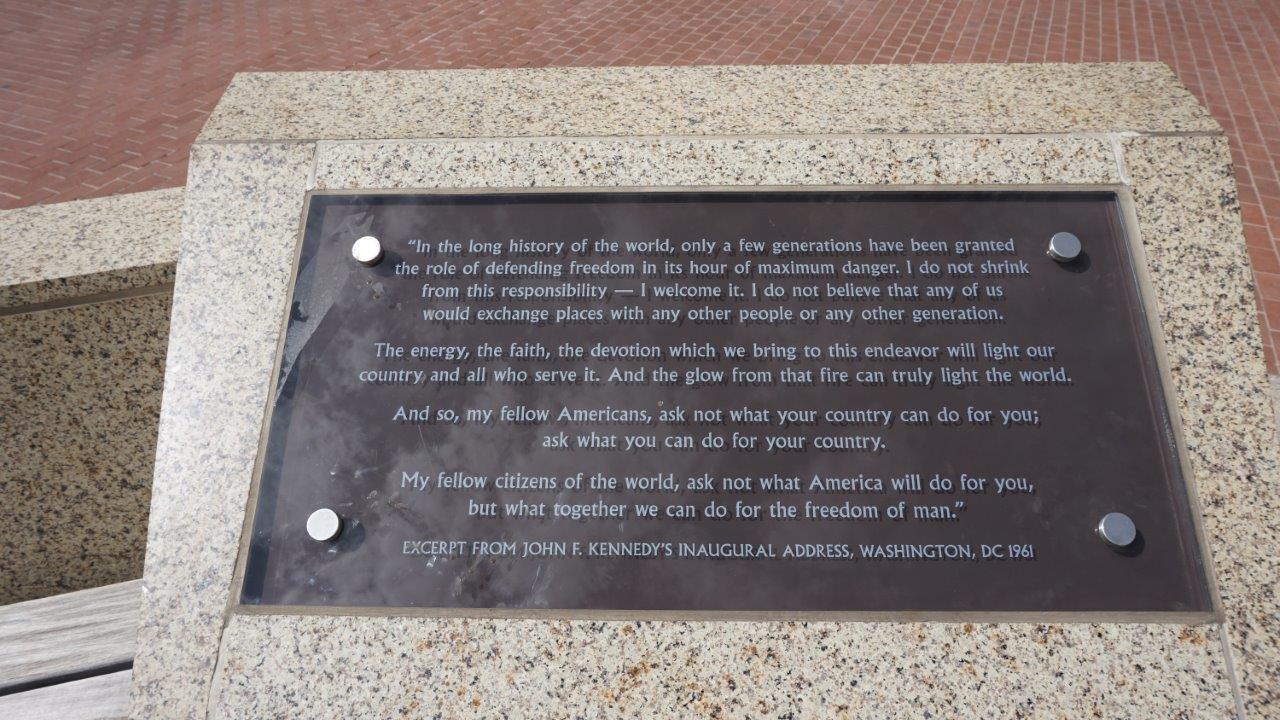 “In the long history of the world, only a few generations have been granted
the role of defending freedom in its hour of maximum danger. I do not shrink
from this responsibility — I welcome it. I do not believe that any of us
would exchange places with any other people or any other generation.
The energy, the faith, the devotion which we bring to this endeavor will light our
country and all who serve it. And the glow from that fire can truly light the world.
And so, my fellow Americans, ask not what your country can do for you;
ask what you can do for your country.
My fellow citizens of the world, ask not what America will do for you,
but what together we can do for the freedom of man.”
EXCERPT FROM JOHN F. KENNEDY'S INAUGURAL ADDRESS, WASHINGTON, DC 1961